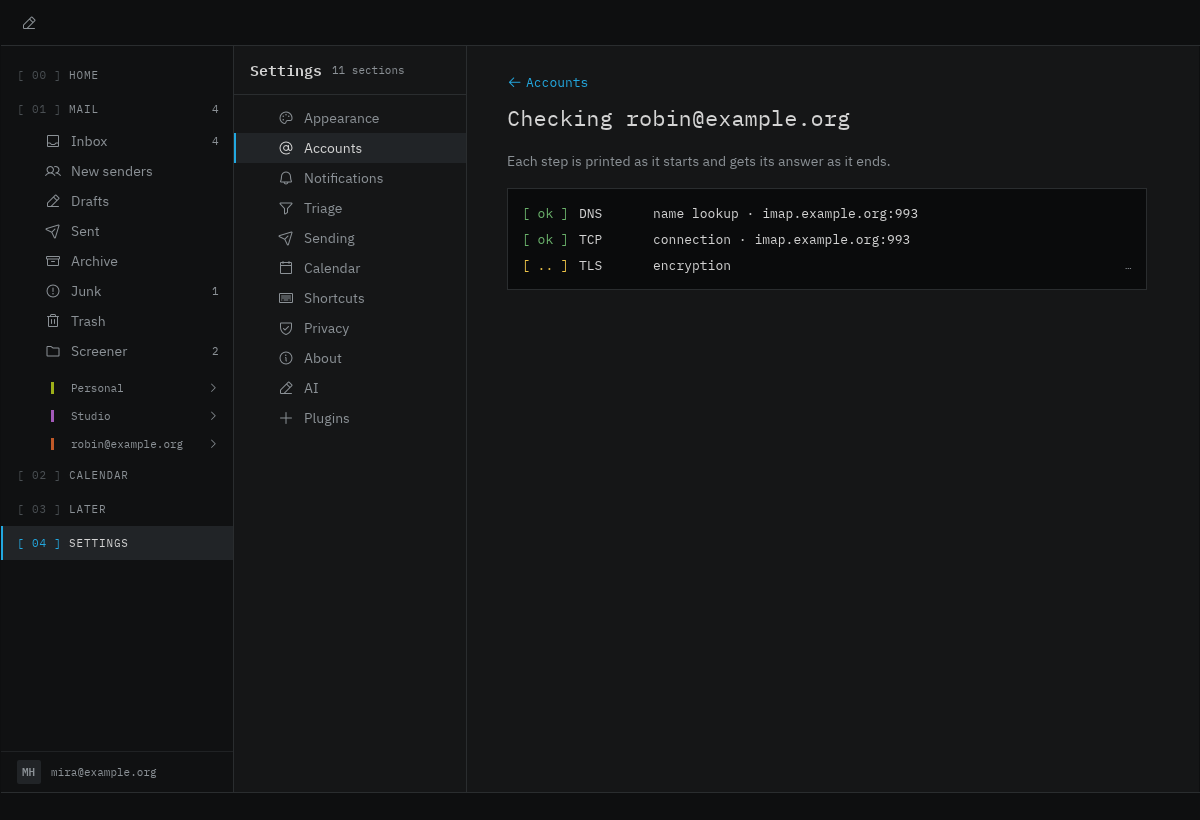 [ 00 ] HOME
[ 01 ] MAIL 4
Inbox 4
New senders
Drafts
Sent
Archive
Junk 1
Trash
Screener 2
Personal
Studio
robin@example.org
[ 02 ] CALENDAR
[ 03 ] LATER
[ 04 ] SETTINGS
MH mira@example.org
Settings 11 sections
Appearance
Accounts
Notifications
Triage
Sending
Calendar
Shortcuts
Privacy
About
AI
Plugins
← Accounts
Checking robin@example.org
Each step is printed as it starts and gets its answer as it ends.
[ ok ] DNS name lookup · imap.example.org:993
[ ok ] TCP connection · imap.example.org:993
[ .. ] TLS encryption …